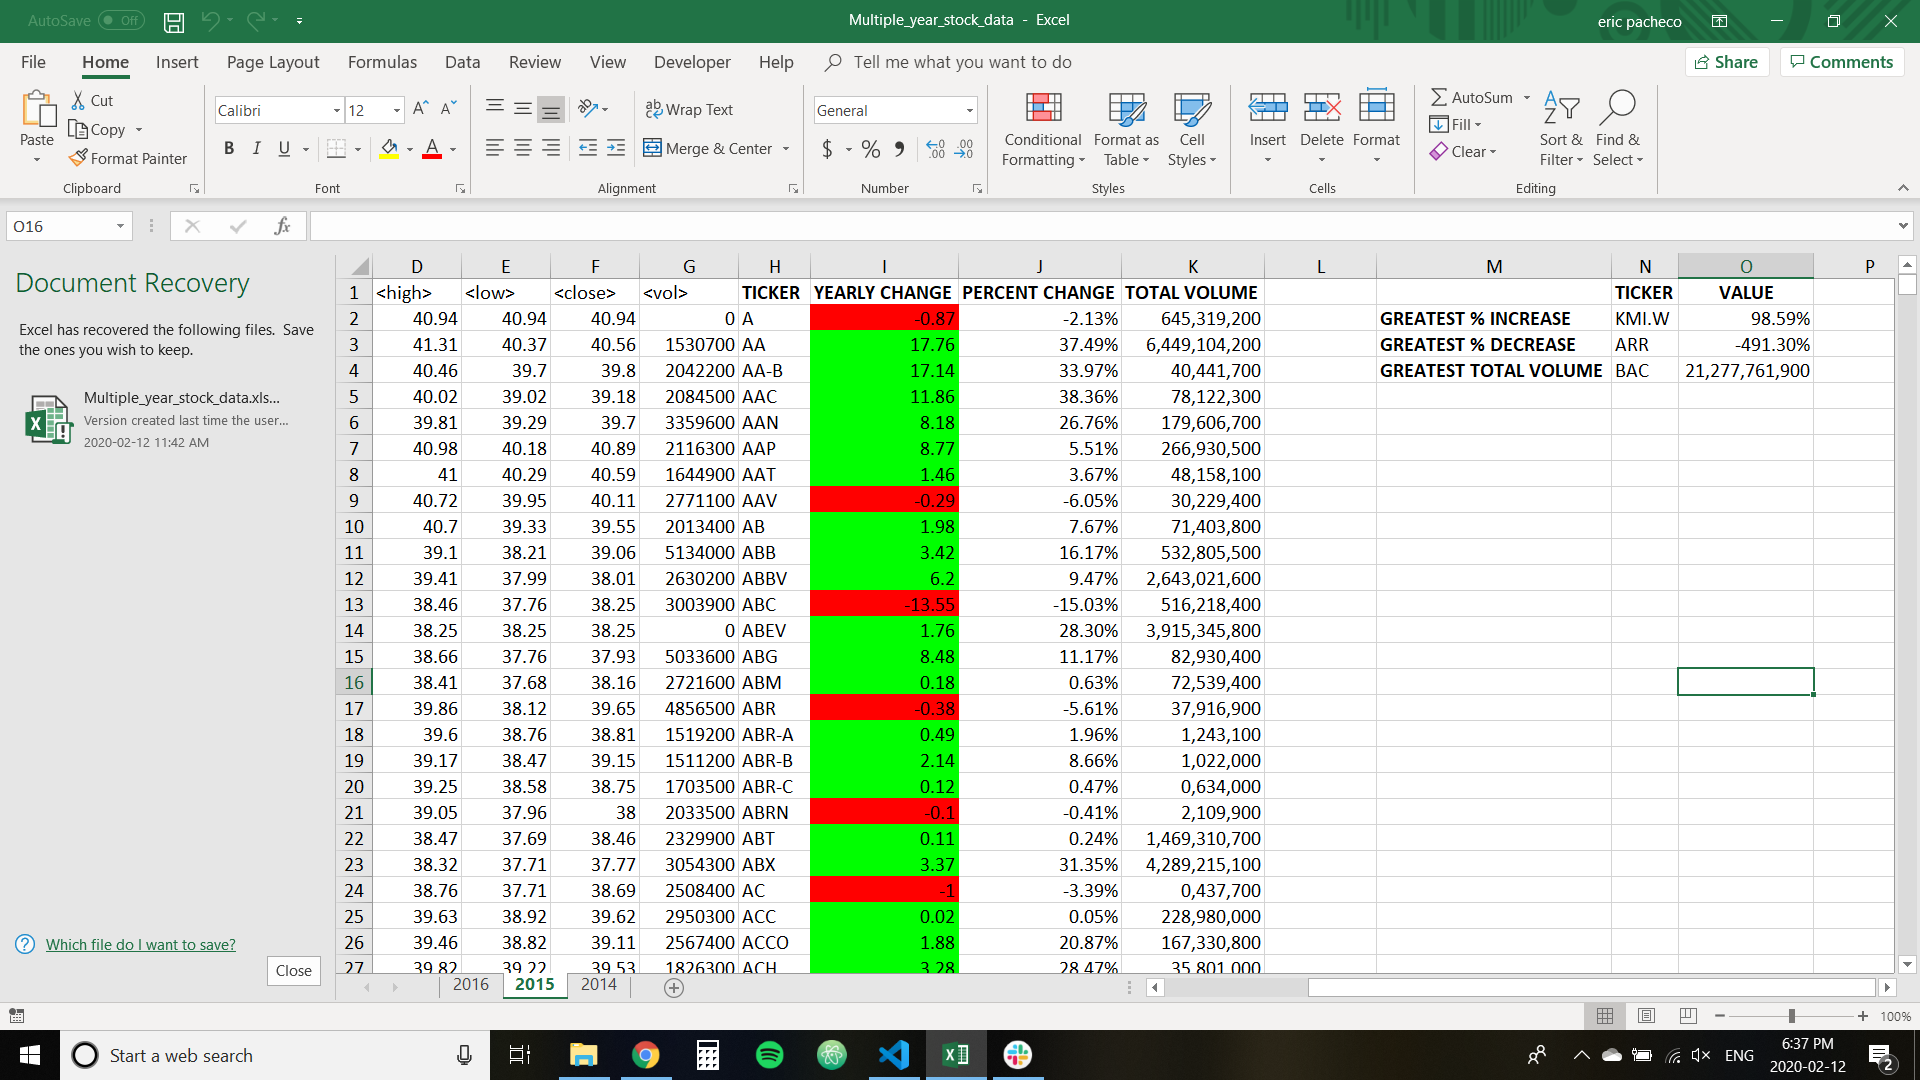 AutoSave Off
Multiple_year_stock_data - Excel
eric pacheco
File Home Insert Page Layout Formulas Data Review View Developer Help Tell me what you want to do Share Comments
Paste
Cut
Copy
Format Painter
Clipboard
Calibri 12 A A
B I U A
Font
Wrap Text
Merge & Center
Alignment
General
$ % 9
Number
Conditional Formatting
Format as Table
Cell Styles
Styles
Insert Delete Format
Cells
AutoSum
Fill
Clear
Sort & Filter
Find & Select
Editing
O16
fx
Document Recovery
Excel has recovered the following files. Save
the ones you wish to keep.
Multiple_year_stock_data.xls...
Version created last time the user...
2020-02-12 11:42 AM
Which file do I want to save?
Close
D E F G H I J K L M N O P
1 <high> <low> <close> <vol> TICKER YEARLY CHANGE PERCENT CHANGE TOTAL VOLUME TICKER VALUE
2 40.94 40.94 40.94 0 A -0.87 -2.13% 645,319,200 GREATEST % INCREASE KMI.W 98.59%
3 41.31 40.37 40.56 1530700 AA 17.76 37.49% 6,449,104,200 GREATEST % DECREASE ARR -491.30%
4 40.46 39.7 39.8 2042200 AA-B 17.14 33.97% 40,441,700 GREATEST TOTAL VOLUME BAC 21,277,761,900
5 40.02 39.02 39.18 2084500 AAC 11.86 38.36% 78,122,300
6 39.81 39.29 39.7 3359600 AAN 8.18 26.76% 179,606,700
7 40.98 40.18 40.89 2116300 AAP 8.77 5.51% 266,930,500
8 41 40.29 40.59 1644900 AAT 1.46 3.67% 48,158,100
9 40.72 39.95 40.11 2771100 AAV -0.29 -6.05% 30,229,400
10 40.7 39.33 39.55 2013400 AB 1.98 7.67% 71,403,800
11 39.1 38.21 39.06 5134000 ABB 3.42 16.17% 532,805,500
12 39.41 37.99 38.01 2630200 ABBV 6.2 9.47% 2,643,021,600
13 38.46 37.76 38.25 3003900 ABC -13.55 -15.03% 516,218,400
14 38.25 38.25 38.25 0 ABEV 1.76 28.30% 3,915,345,800
15 38.66 37.76 37.93 5033600 ABG 8.48 11.17% 82,930,400
16 38.41 37.68 38.16 2721600 ABM 0.18 0.63% 72,539,400
17 39.86 38.12 39.65 4856500 ABR -0.38 -5.61% 37,916,900
18 39.6 38.76 38.81 1519200 ABR-A 0.49 1.96% 1,243,100
19 39.17 38.47 39.15 1511200 ABR-B 2.14 8.66% 1,022,000
20 39.25 38.58 38.75 1703500 ABR-C 0.12 0.47% 0,634,000
21 39.05 37.96 38 2033500 ABRN -0.1 -0.41% 2,109,900
22 38.47 37.69 38.46 2329900 ABT 0.11 0.24% 1,469,310,700
23 38.32 37.71 37.77 3054300 ABX 3.37 31.35% 4,289,215,100
24 38.76 37.71 38.69 2508400 AC -1 -3.39% 0,437,700
25 39.63 38.92 39.62 2950300 ACC 0.02 0.05% 228,980,000
26 39.46 38.82 39.11 2567400 ACCO 1.88 20.87% 167,330,800
27 39.82 39.22 39.53 1826300 ACH 3.28 28.47% 35,801,000
2016 2015 2014
100%
Start a web search
ENG
6:37 PM
2020-02-12
2